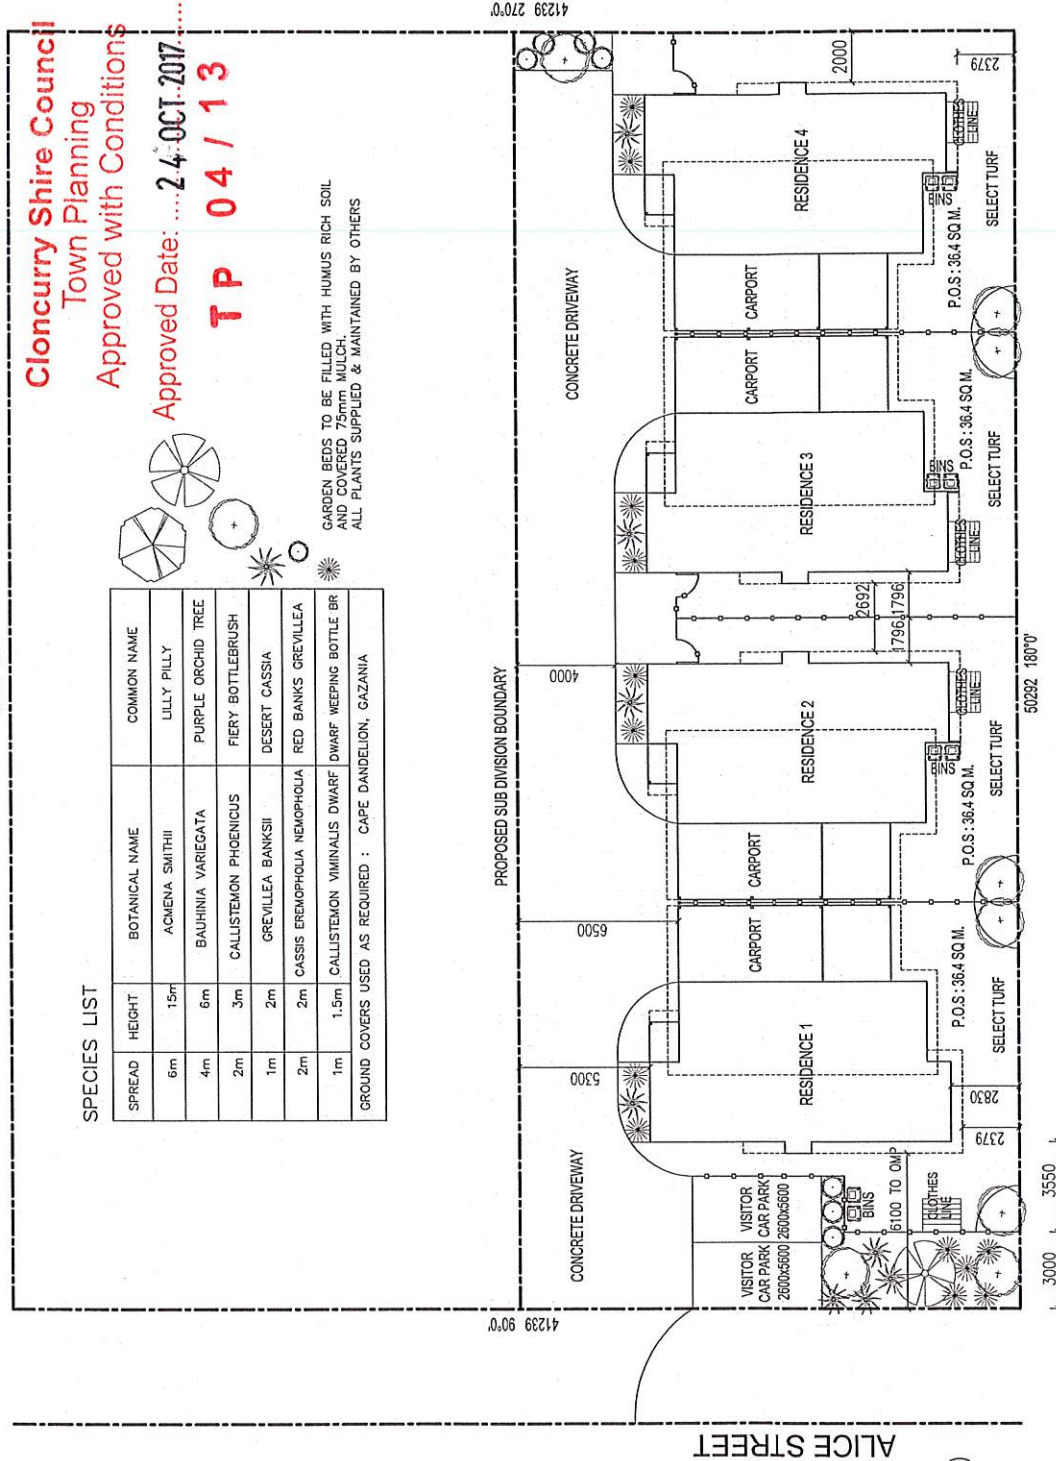 Cloncurry Shire Council
Town Planning
Approved with Conditions
Approved Date: 24 OCT 2017
TP 04 / 13
SPECIES LIST
SPREAD HEIGHT BOTANICAL NAME COMMON NAME
6m 15m ACMENA SMITHII LILLY PILLY
4m 6m BAUHINIA VARIEGATA PURPLE ORCHID TREE
2m 3m CALLISTEMON PHOENICUS FIERY BOTTLEBRUSH
1m 2m GREVILLEA BANKSII DESERT CASSIA
2m 2m CASSIS EREMOPHOLIA NEMOPHOLIA RED BANKS GREVILLEA
1m 1.5m CALLISTEMON VIMINALIS DWARF DWARF WEEPING BOTTLE BR
GROUND COVERS USED AS REQUIRED : CAPE DANDELION, GAZANIA
GARDEN BEDS TO BE FILLED WITH HUMUS RICH SOIL
AND COVERED 75mm MULCH.
ALL PLANTS SUPPLIED & MAINTAINED BY OTHERS
41239 90°0'
41239 270°0'
PROPOSED SUB DIVISION BOUNDARY
CONCRETE DRIVEWAY
CONCRETE DRIVEWAY
5300
6500
4000
2000
VISITOR
CAR PARK
2600x5600
VISITOR
CAR PARK
2600x5600
CARPORT
CARPORT
CARPORT
CARPORT
RESIDENCE 1
RESIDENCE 2
RESIDENCE 3
RESIDENCE 4
2692
1796
1796
BINS
BINS
BINS
BINS
6100 TO OMP
CLOTHES
LINE
CLOTHES
LINE
CLOTHES
LINE
CLOTHES
LINE
P.O.S : 36.4 SQ M.
P.O.S : 36.4 SQ M.
P.O.S : 36.4 SQ M.
P.O.S : 36.4 SQ M.
2379
2830
2379
SELECT TURF
SELECT TURF
SELECT TURF
SELECT TURF
3000
3550
50292 180°0'
ALICE STREET